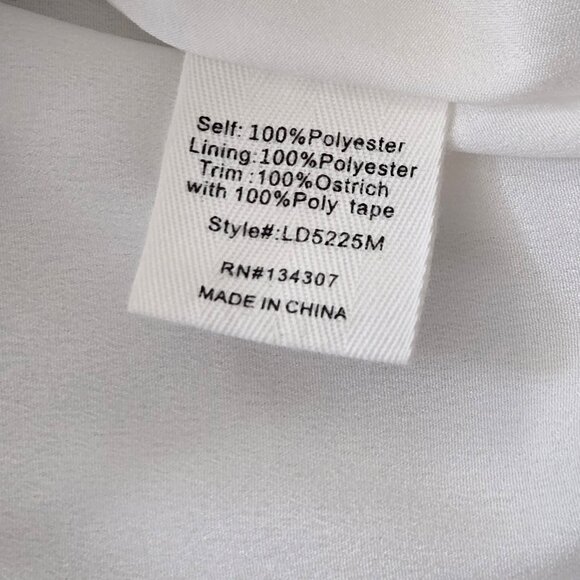 Self: 100%Polyester
Lining:100%Polyester
Trim :100%Ostrich
with 100%Poly tape
Style#:LD5225M
RN#134307
MADE IN CHINA